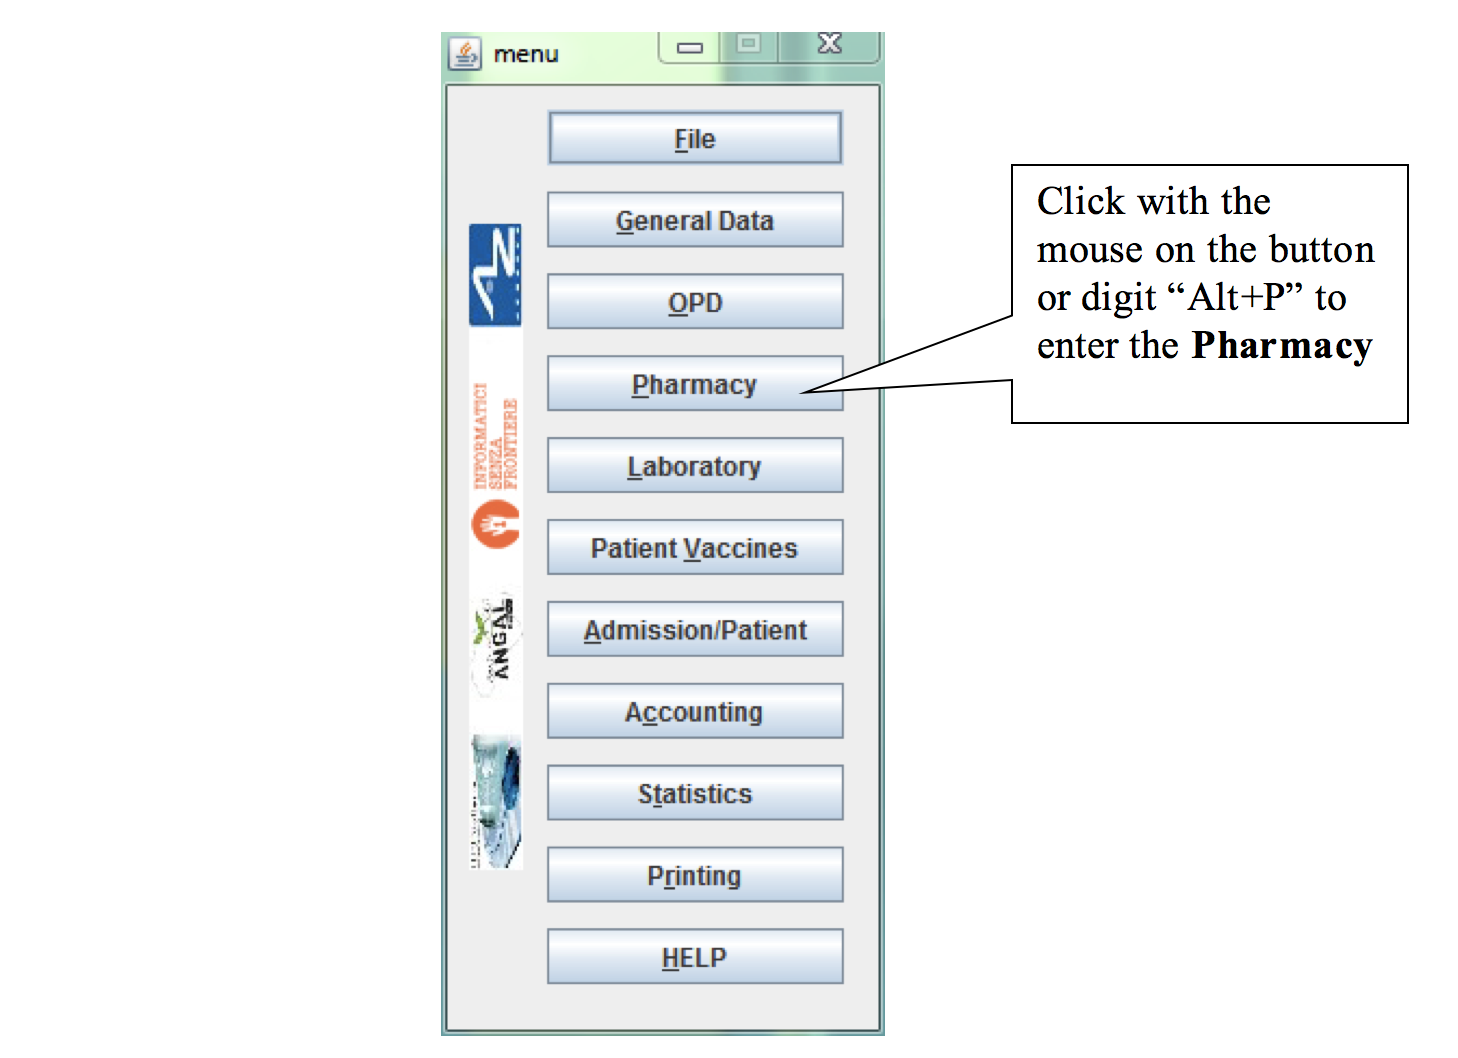 menu
File
General Data
OPD
Pharmacy
Laboratory
Patient Vaccines
Admission/Patient
Accounting
Statistics
Printing
HELP
Click with the
mouse on the button
or digit “Alt+P” to
enter the Pharmacy
INFORMATICI
SENZA
FRONTIERE
ANGAL